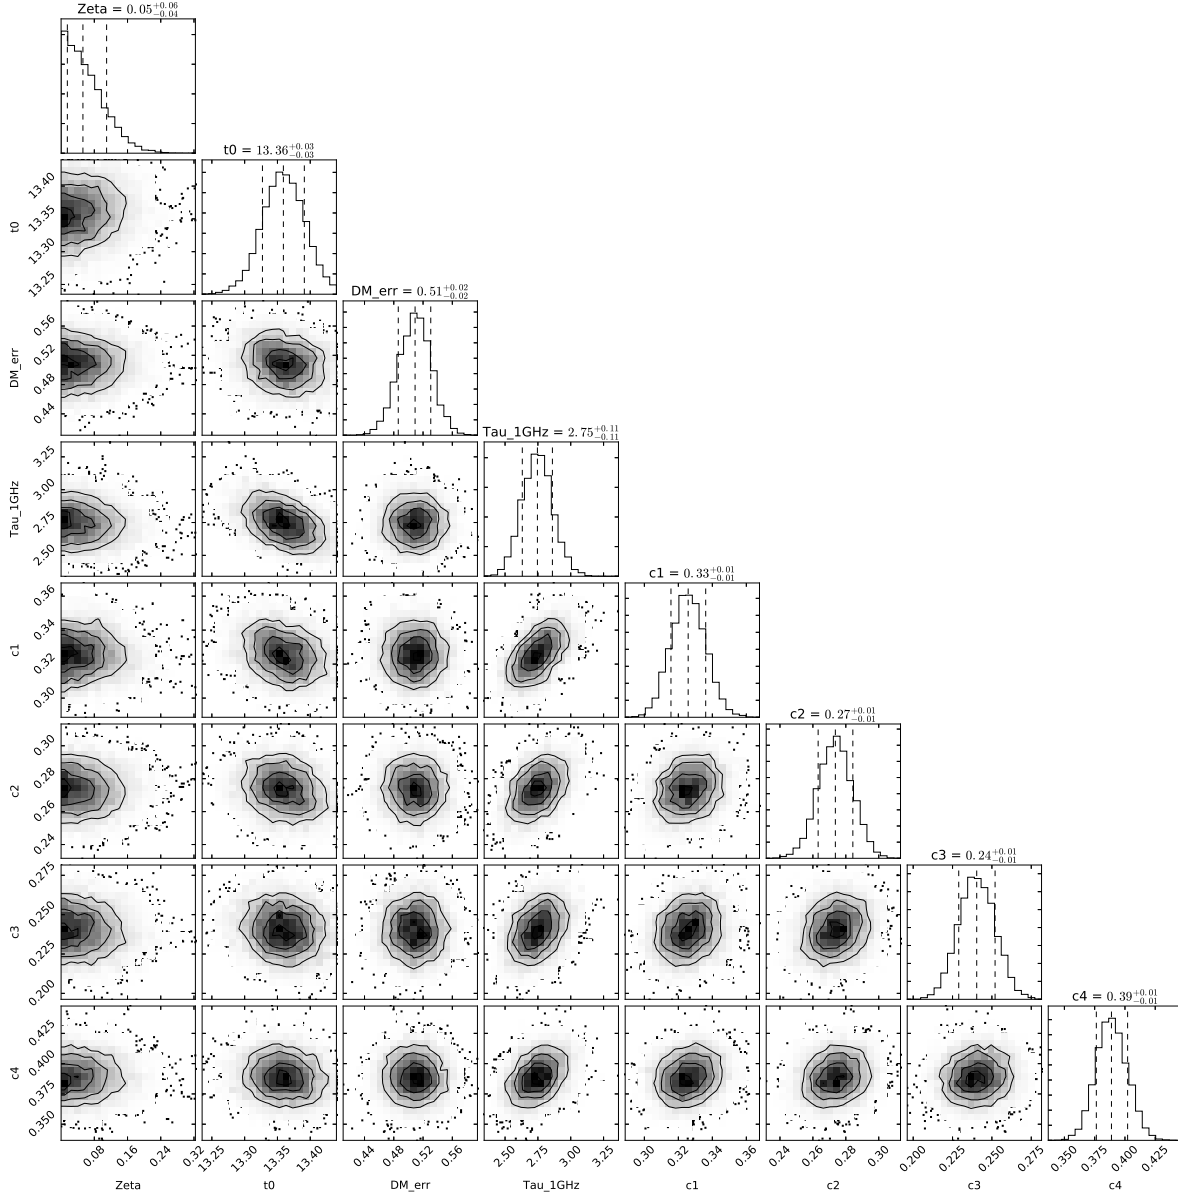 Zeta = 0.05+0.06−0.04
t0 = 13.36+0.03−0.03
13.40
13.35
13.30
13.25
t0
DM_err = 0.51+0.02−0.02
0.56
0.52
0.48
0.44
DM_err
Tau_1GHz = 2.75+0.11−0.11
3.25
3.00
2.75
2.50
Tau_1GHz
c1 = 0.33+0.01−0.01
0.36
0.34
0.32
0.30
c1
c2 = 0.27+0.01−0.01
0.30
0.28
0.26
0.24
c2
c3 = 0.24+0.01−0.01
0.275
0.250
0.225
0.200
c3
c4 = 0.39+0.01−0.01
0.425
0.400
0.375
0.350
c4
0.08 0.16 0.24 0.32 13.25 13.30 13.35 13.40 0.44 0.48 0.52 0.56 2.50 2.75 3.00 3.25 0.30 0.32 0.34 0.36 0.24 0.26 0.28 0.30 0.200 0.225 0.250 0.275 0.350 0.375 0.400 0.425
Zeta t0 DM_err Tau_1GHz c1 c2 c3 c4